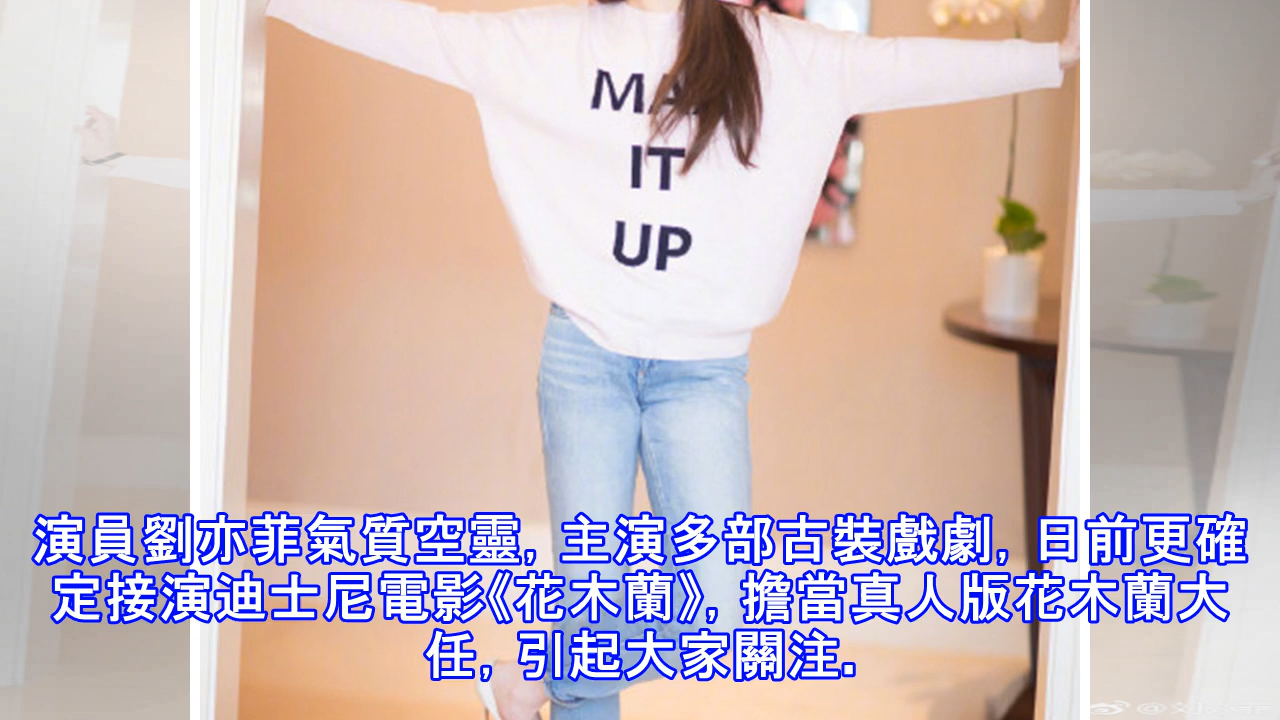 MA
IT
UP
演員劉亦菲氣質空靈, 主演多部古裝戲劇, 日前更確
定接演迪士尼電影《花木蘭》, 擔當真人版花木蘭大
任, 引起大家關注.